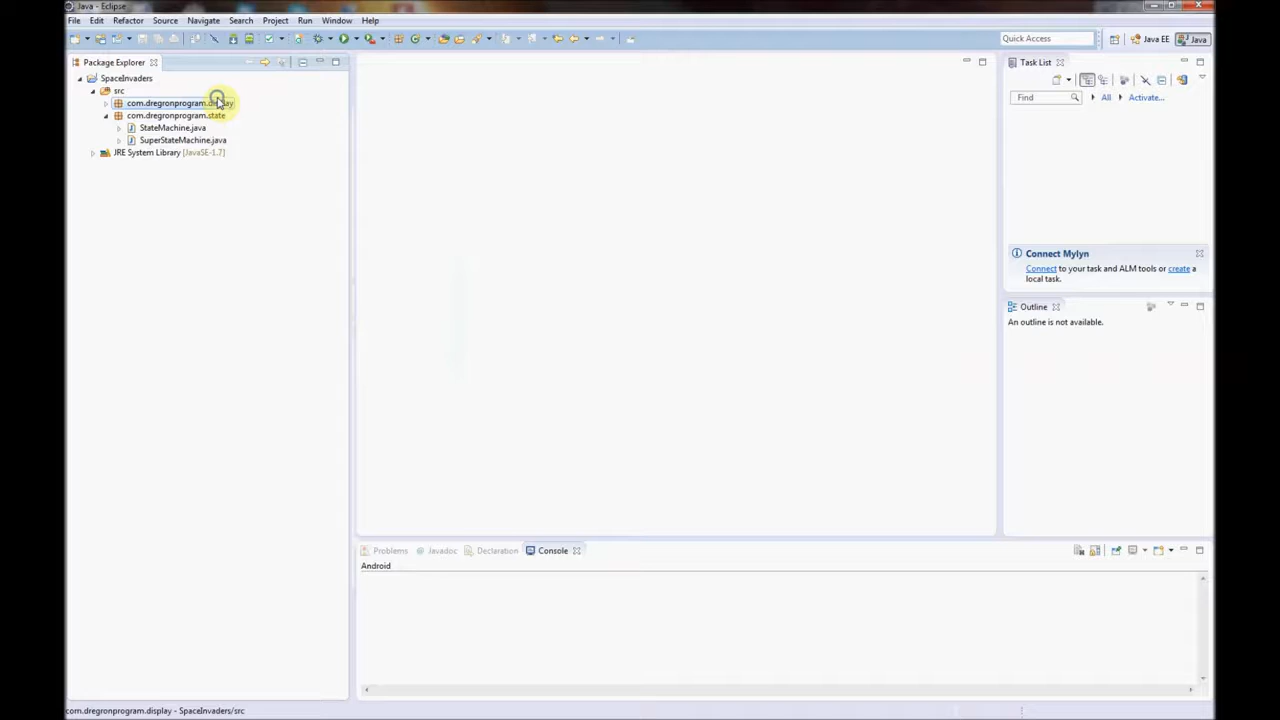 Java - Eclipse
File Edit Refactor Source Navigate Search Project Run Window Help
Quick Access
Java EE
Java
Package Explorer
SpaceInvaders
src
com.dregronprogram.display
com.dregronprogram.state
StateMachine.java
SuperStateMachine.java
JRE System Library [JavaSE-1.7]
Task List
Find
All
Activate...
Connect Mylyn
Connect to your task and ALM tools or create a
local task.
Outline
An outline is not available.
Problems
Javadoc
Declaration
Console
Android
com.dregronprogram.display - SpaceInvaders/src